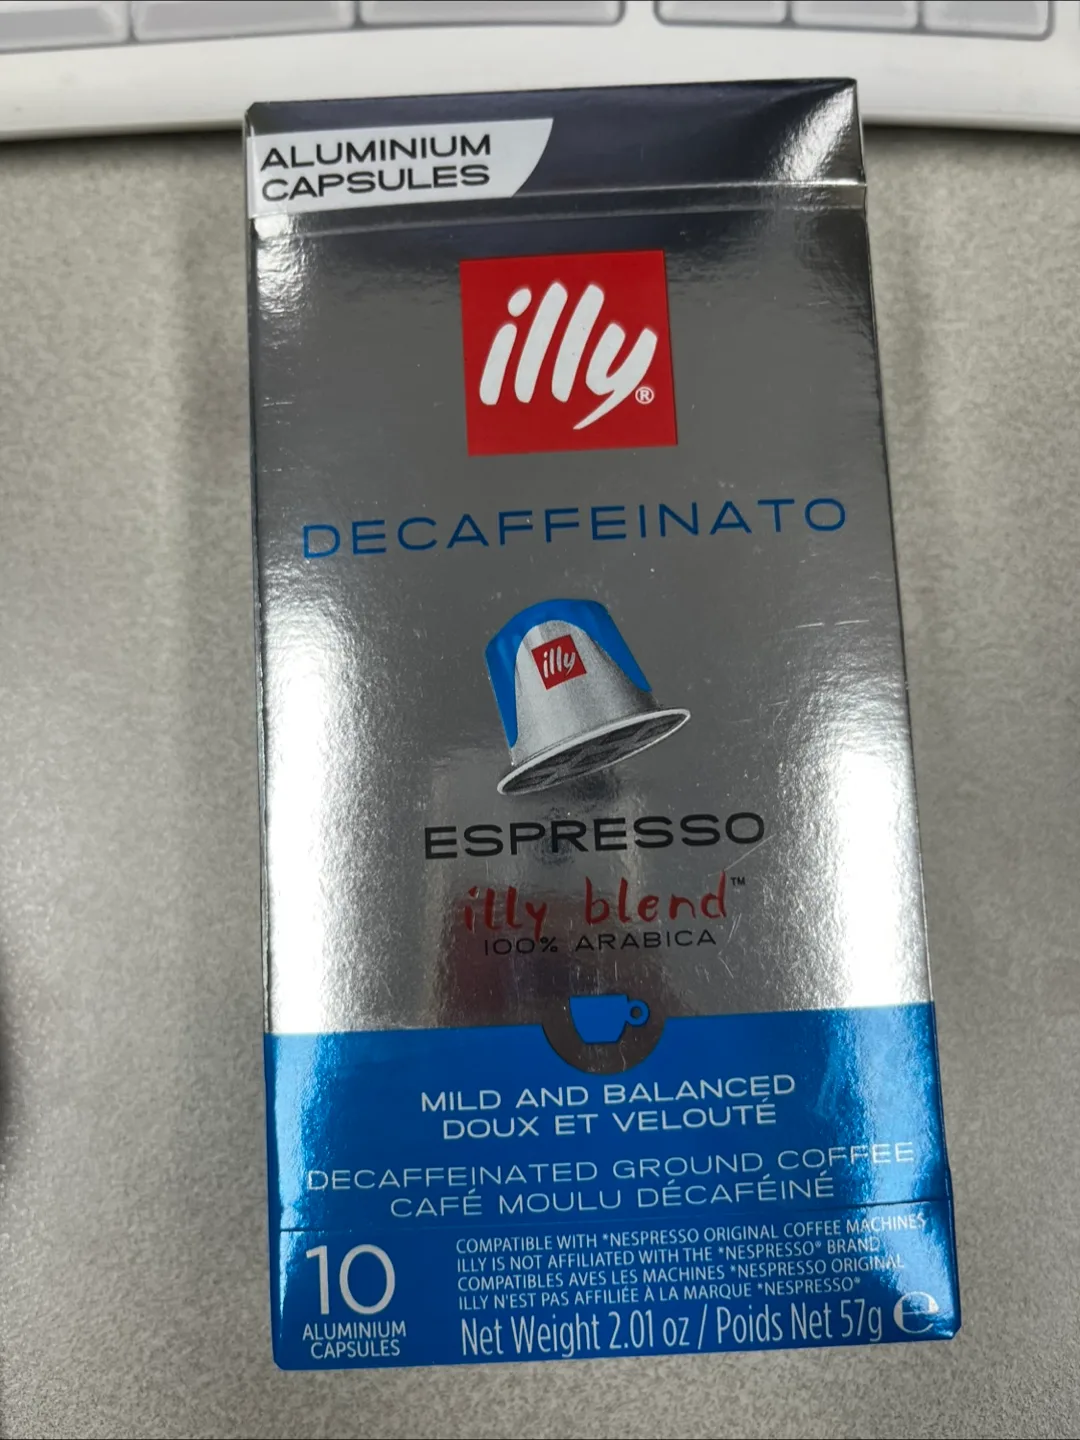 ALUMINIUM
CAPSULES
illy®
DECAFFEINATO
illy
ESPRESSO
illy blend™
100% ARABICA
MILD AND BALANCED
DOUX ET VELOUTÉ
DECAFFEINATED GROUND COFFEE
CAFÉ MOULU DÉCAFÉINÉ
10
ALUMINIUM
CAPSULES
COMPATIBLE WITH *NESPRESSO ORIGINAL COFFEE MACHINES
ILLY IS NOT AFFILIATED WITH THE *NESPRESSO* BRAND
COMPATIBLES AVES LES MACHINES *NESPRESSO ORIGINAL
ILLY N'EST PAS AFFILIÉE À LA MARQUE *NESPRESSO*
Net Weight 2.01 oz / Poids Net 57g ℮